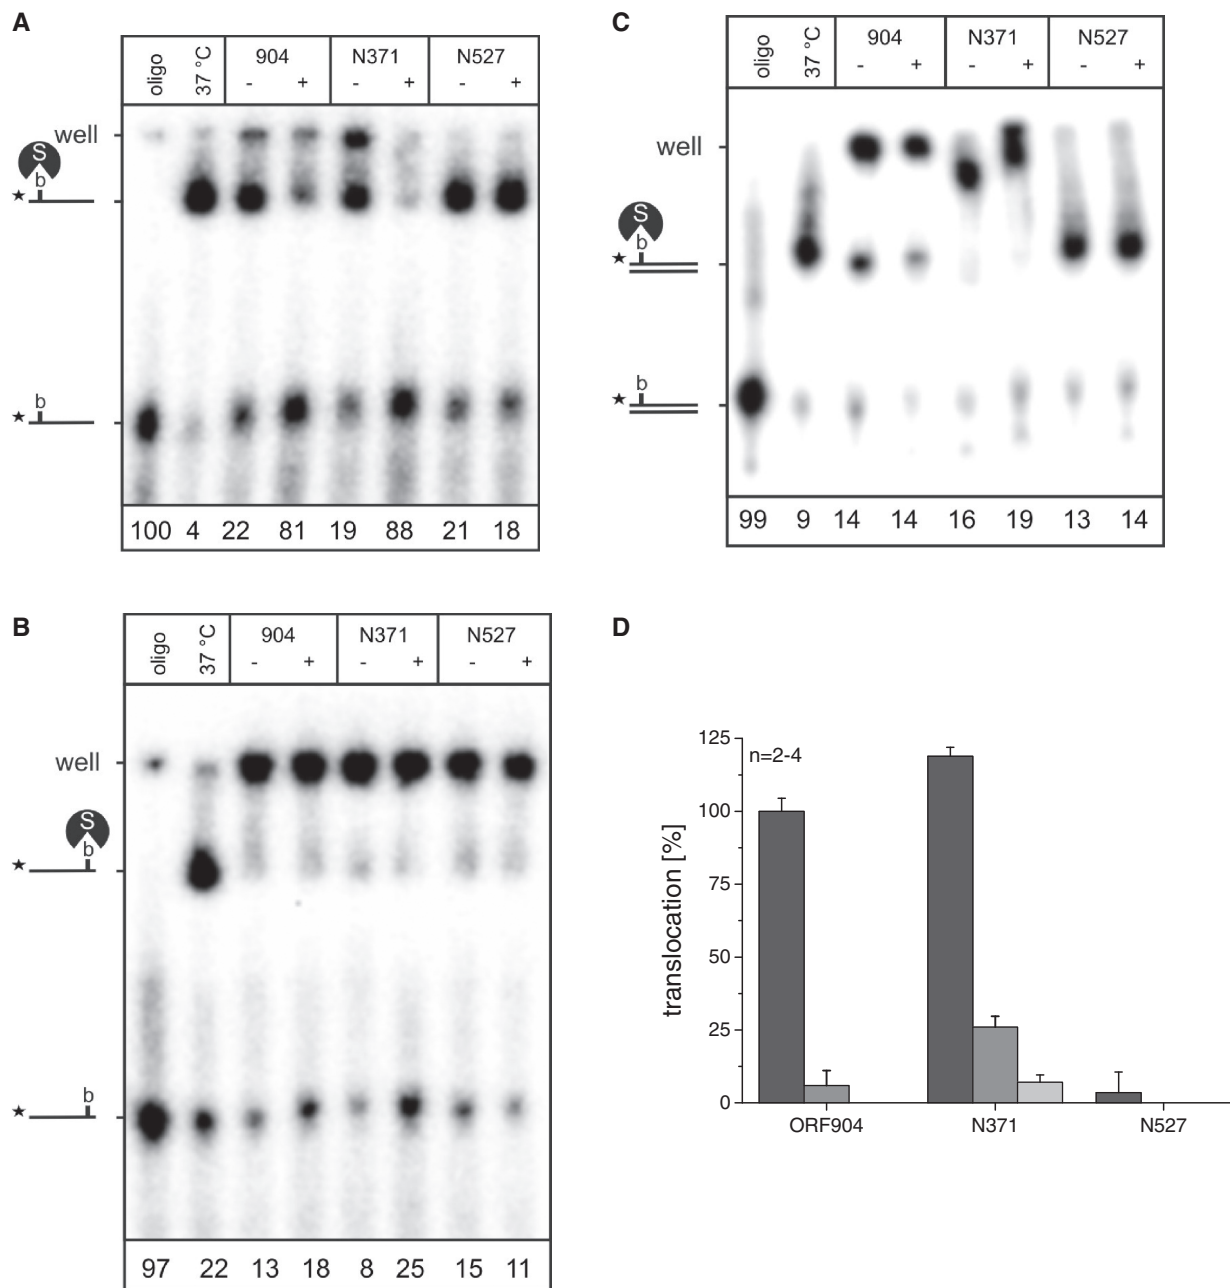 A
oligo
37 °C
904
N371
N527
- + - + - +
well
S
b
b
100 4 22 81 19 88 21 18
C
oligo
37 °C
904
N371
N527
- + - + - +
well
S
b
b
99 9 14 14 16 19 13 14
B
oligo
37 °C
904
N371
N527
- + - + - +
well
S
b
b
97 22 13 18 8 25 15 11
D
n=2-4
translocation [%]
125
100
75
50
25
0
ORF904 N371 N527